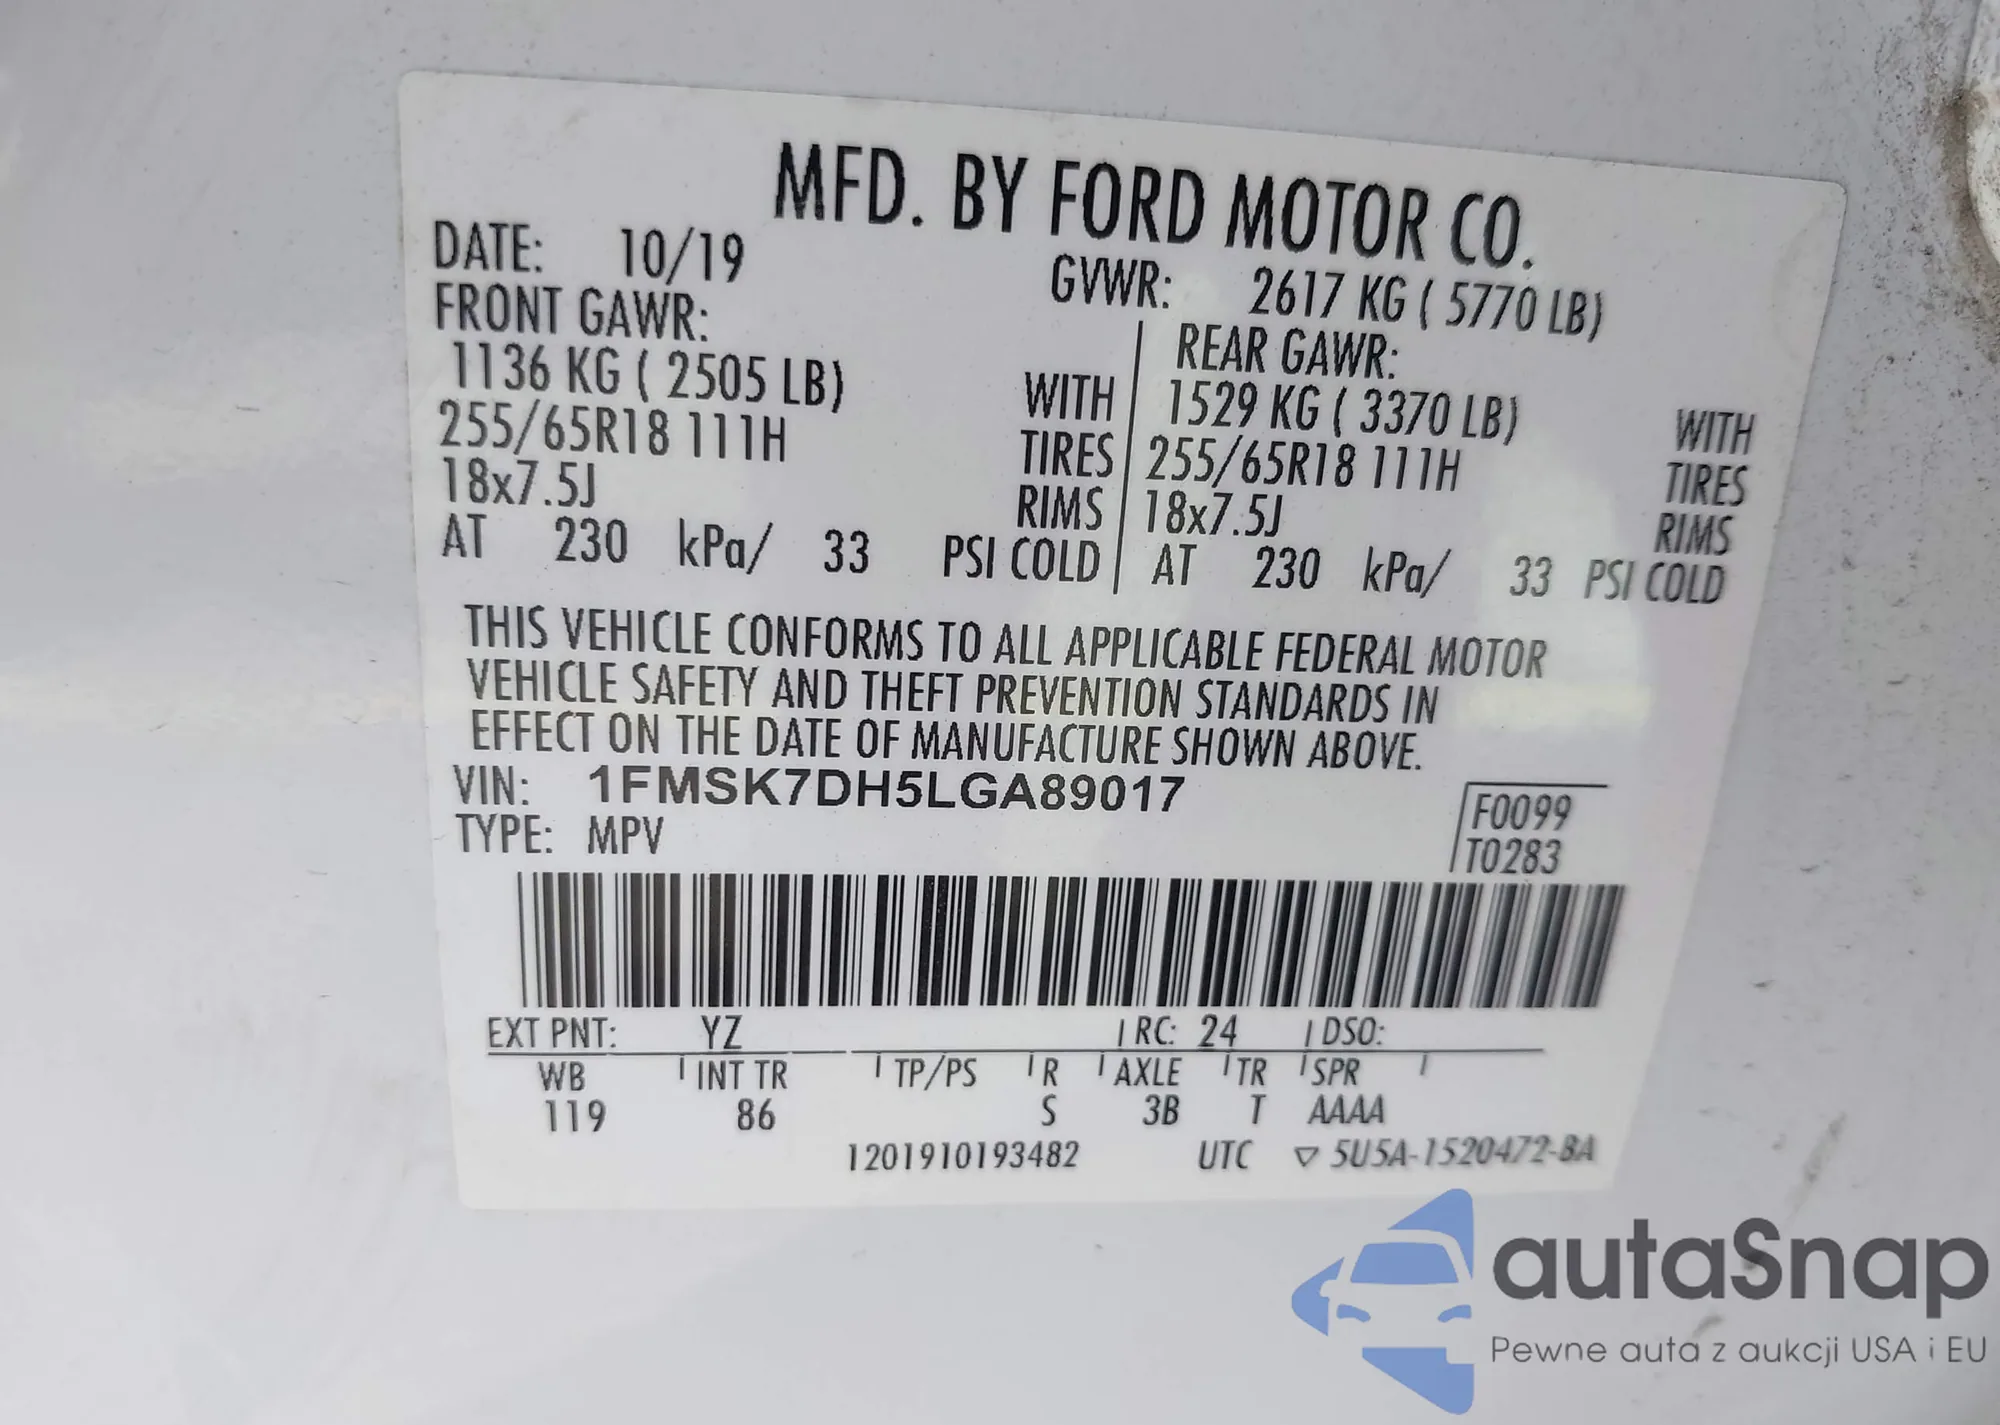 MFD. BY FORD MOTOR CO.
DATE: 10/19
GVWR: 2617 KG ( 5770 LB)
FRONT GAWR:
1136 KG ( 2505 LB) WITH
255/65R18 111H TIRES
18x7.5J RIMS
AT 230 kPa/ 33 PSI COLD
REAR GAWR:
1529 KG ( 3370 LB) WITH
255/65R18 111H TIRES
18x7.5J RIMS
AT 230 kPa/ 33 PSI COLD
THIS VEHICLE CONFORMS TO ALL APPLICABLE FEDERAL MOTOR
VEHICLE SAFETY AND THEFT PREVENTION STANDARDS IN
EFFECT ON THE DATE OF MANUFACTURE SHOWN ABOVE.
VIN: 1FMSK7DH5LGA89017
TYPE: MPV
F0099
T0283
EXT PNT: YZ RC: 24 DSO:
WB INT TR TP/PS R AXLE TR SPR
119 86 S 3B T AAAA
1201910193482 UTC ▽ 5U5A-1520472-BA
autaSnap
Pewne auta z aukcji USA i EU